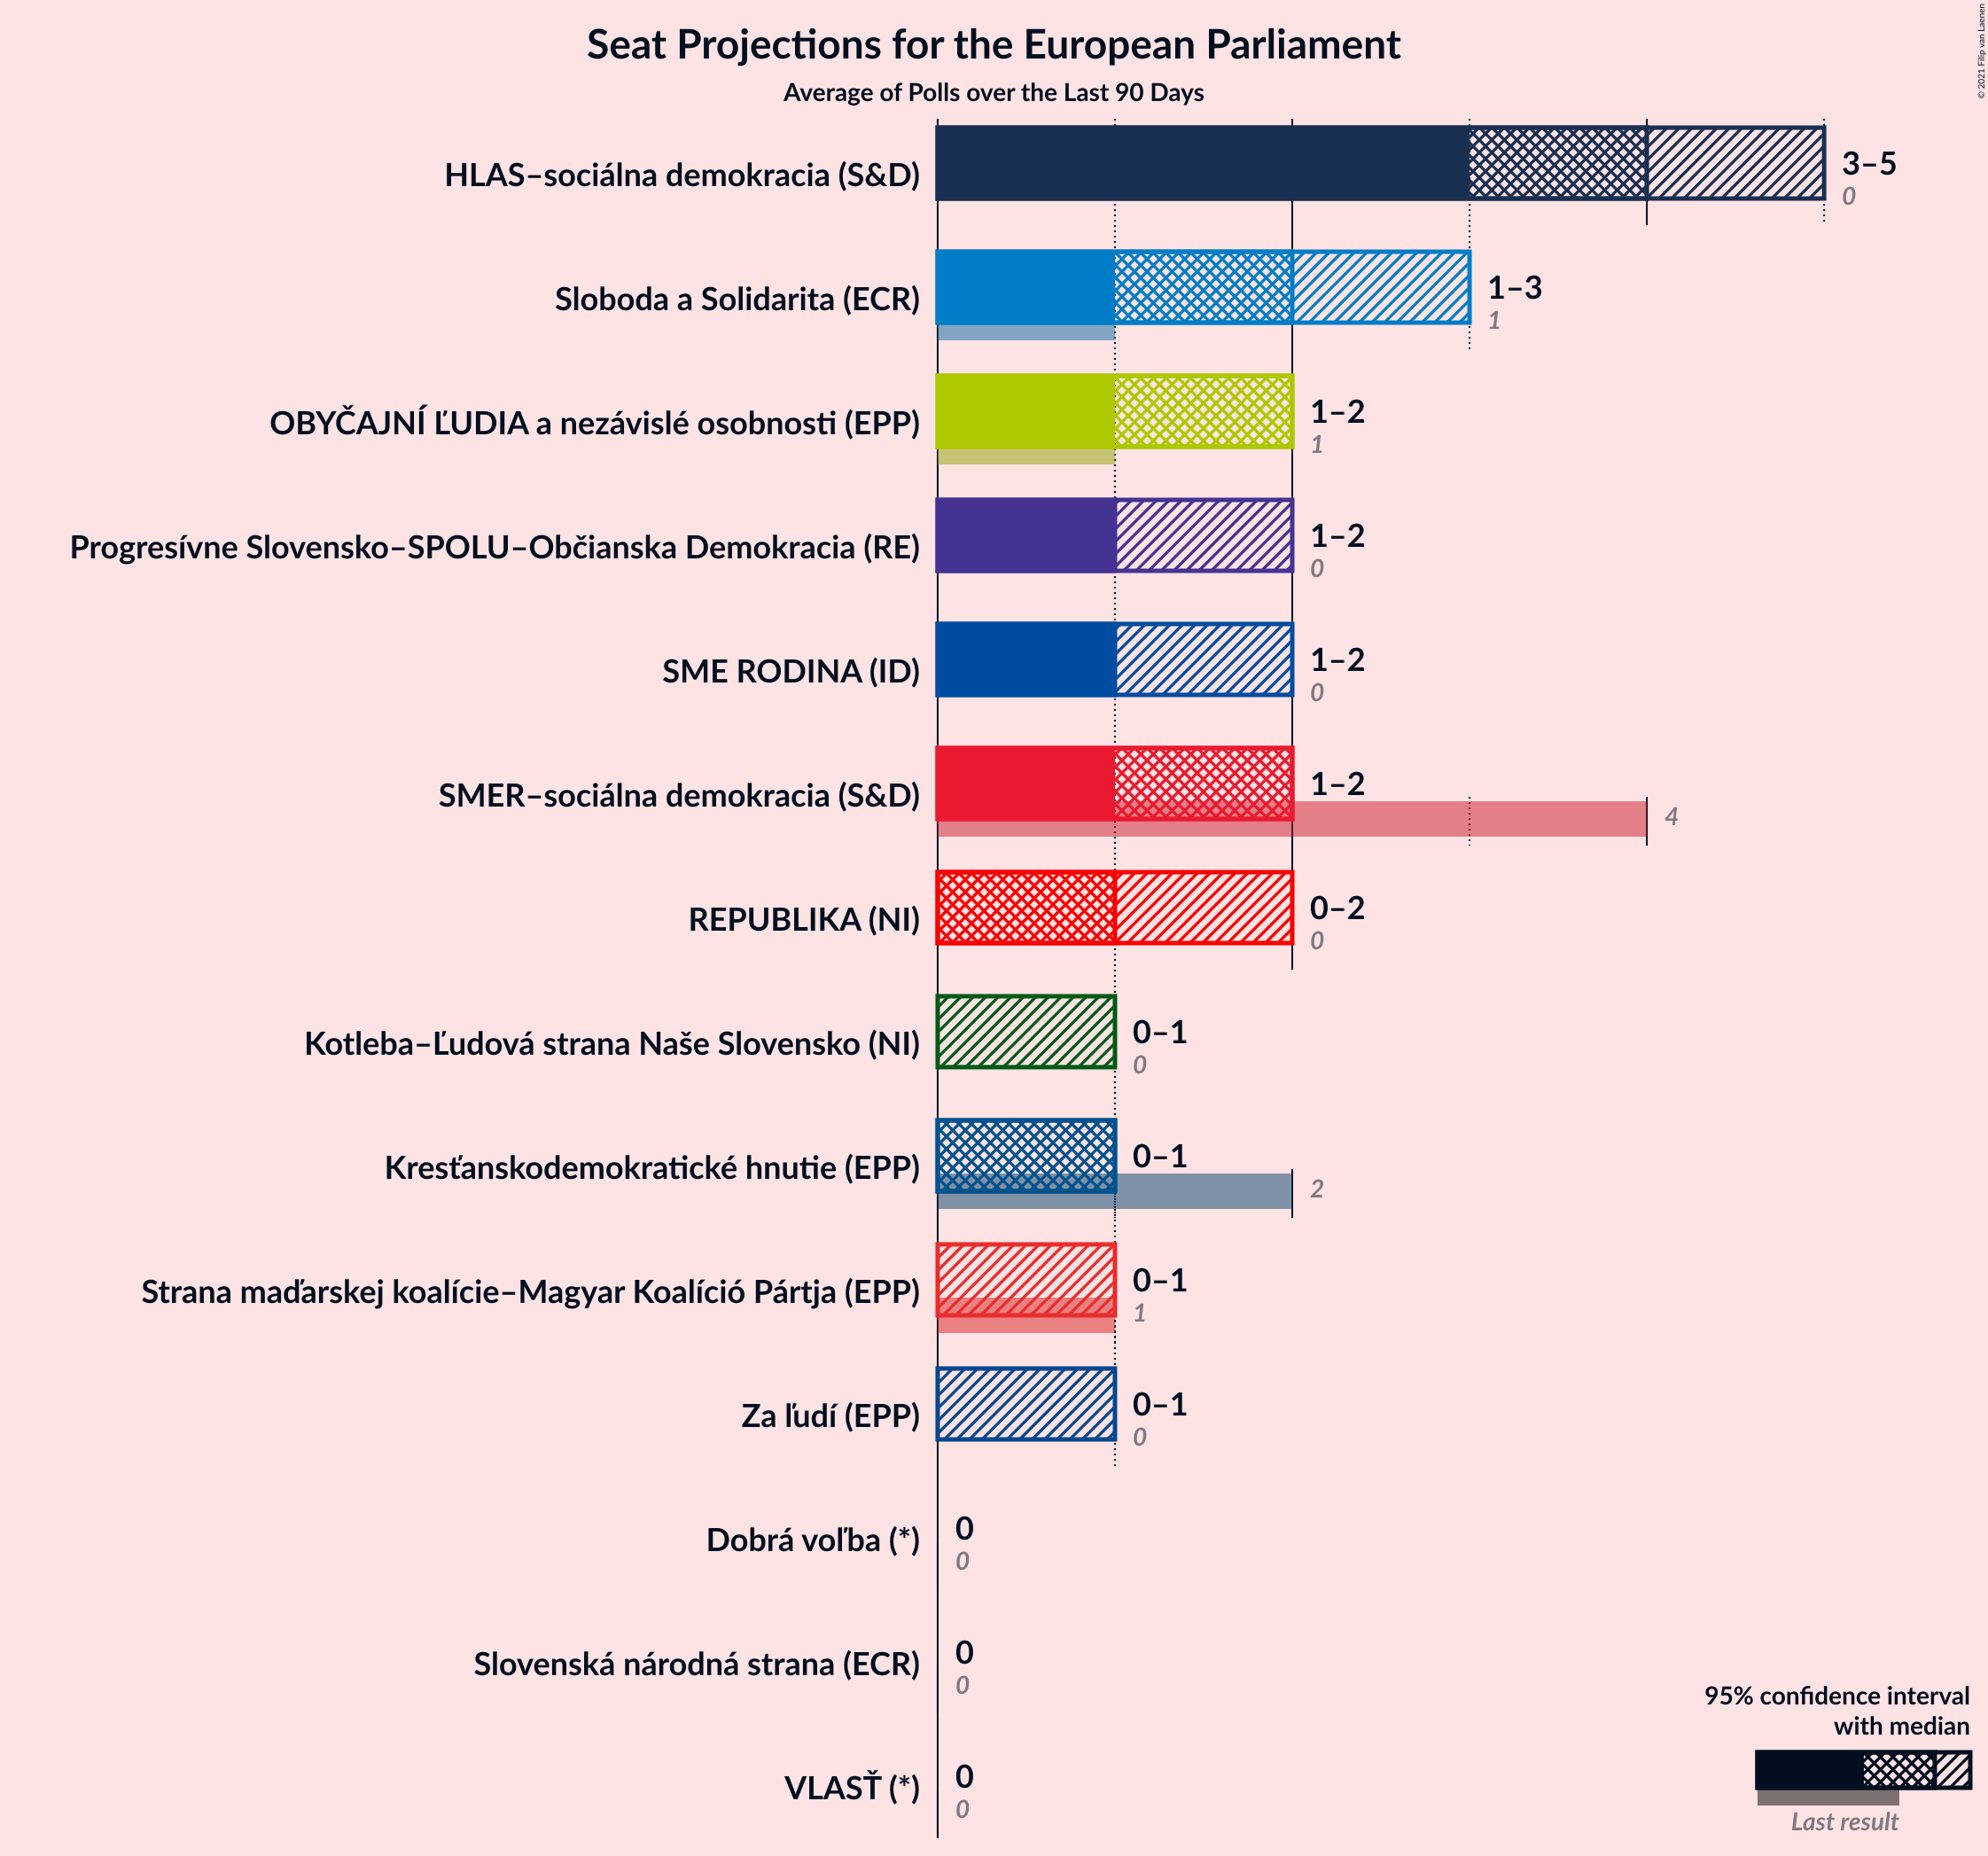 Seat Projections for the European Parliament
Average of Polls over the Last 90 Days
© 2021 Filip van Laenen
HLAS–sociálna demokracia (S&D)
3–5
0
Sloboda a Solidarita (ECR)
1–3
1
OBYČAJNÍ ĽUDIA a nezávislé osobnosti (EPP)
1–2
1
Progresívne Slovensko–SPOLU–Občianska Demokracia (RE)
1–2
0
SME RODINA (ID)
1–2
0
SMER–sociálna demokracia (S&D)
1–2
4
REPUBLIKA (NI)
0–2
0
Kotleba–Ľudová strana Naše Slovensko (NI)
0–1
0
Kresťanskodemokratické hnutie (EPP)
0–1
2
Strana maďarskej koalície–Magyar Koalíció Pártja (EPP)
0–1
1
Za ľudí (EPP)
0–1
0
Dobrá voľba (*)
0
0
Slovenská národná strana (ECR)
0
0
VLASŤ (*)
0
0
95% confidence interval
with median
Last result